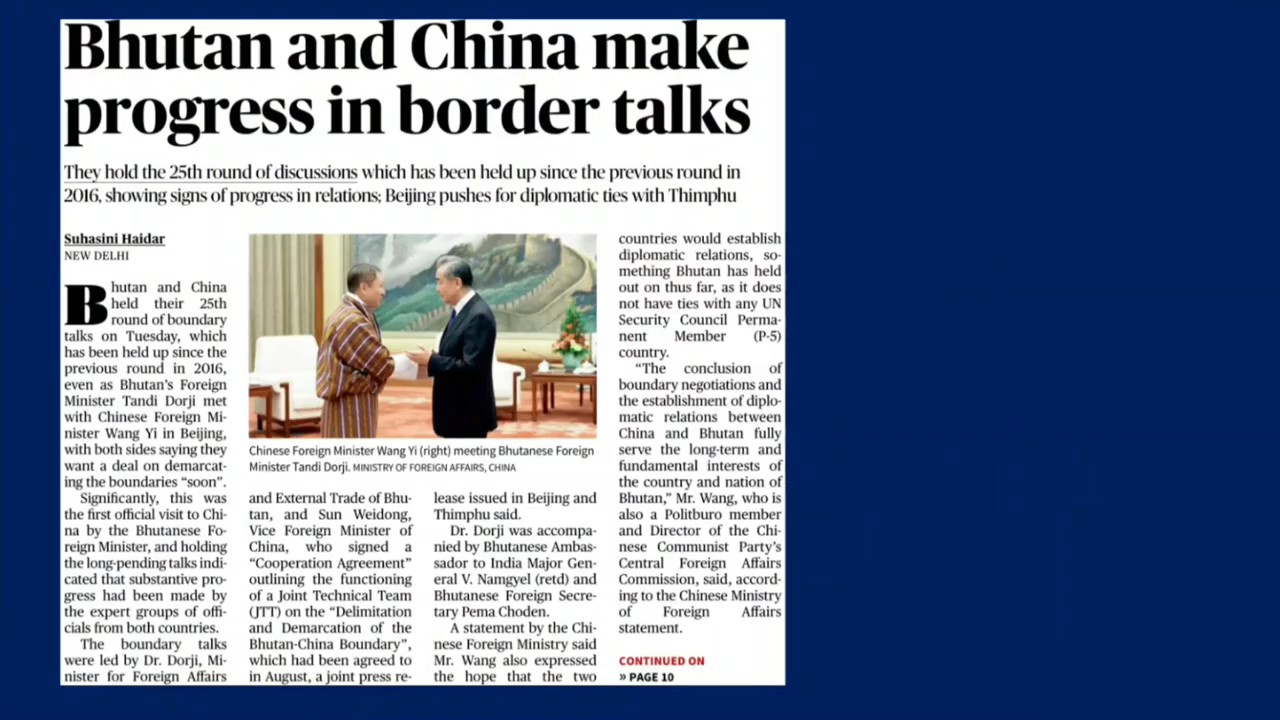 Bhutan and China make
progress in border talks
They hold the 25th round of discussions which has been held up since the previous round in
2016, showing signs of progress in relations; Beijing pushes for diplomatic ties with Thimphu
Suhasini Haidar
NEW DELHI
Bhutan and China
held their 25th
round of boundary
talks on Tuesday, which
has been held up since the
previous round in 2016,
even as Bhutan's Foreign
Minister Tandi Dorji met
with Chinese Foreign Mi-
nister Wang Yi in Beijing,
with both sides saying they
want a deal on demarcat-
ing the boundaries “soon”.
Significantly, this was
the first official visit to Chi-
na by the Bhutanese Fo-
reign Minister, and holding
the long-pending talks indi-
cated that substantive pro-
gress had been made by
the expert groups of offi-
cials from both countries.
The boundary talks
were led by Dr. Dorji, Mi-
nister for Foreign Affairs
Chinese Foreign Minister Wang Yi (right) meeting Bhutanese Foreign
Minister Tandi Dorji. MINISTRY OF FOREIGN AFFAIRS, CHINA
and External Trade of Bhu-
tan, and Sun Weidong,
Vice Foreign Minister of
China, who signed a
“Cooperation Agreement”
outlining the functioning
of a Joint Technical Team
(JTT) on the “Delimitation
and Demarcation of the
Bhutan-China Boundary”,
which had been agreed to
in August, a joint press re-
lease issued in Beijing and
Thimphu said.
Dr. Dorji was accompa-
nied by Bhutanese Ambas-
sador to India Major Gen-
eral V. Namgyel (retd) and
Bhutanese Foreign Secre-
tary Pema Choden.
A statement by the Chi-
nese Foreign Ministry said
Mr. Wang also expressed
the hope that the two
countries would establish
diplomatic relations, so-
mething Bhutan has held
out on thus far, as it does
not have ties with any UN
Security Council Perma-
nent Member (P-5)
country.
“The conclusion of
boundary negotiations and
the establishment of diplo-
matic relations between
China and Bhutan fully
serve the long-term and
fundamental interests of
the country and nation of
Bhutan,” Mr. Wang, who is
also a Politburo member
and Director of the Chi-
nese Communist Party's
Central Foreign Affairs
Commission, said, accord-
ing to the Chinese Ministry
of Foreign Affairs
statement.
CONTINUED ON
» PAGE 10